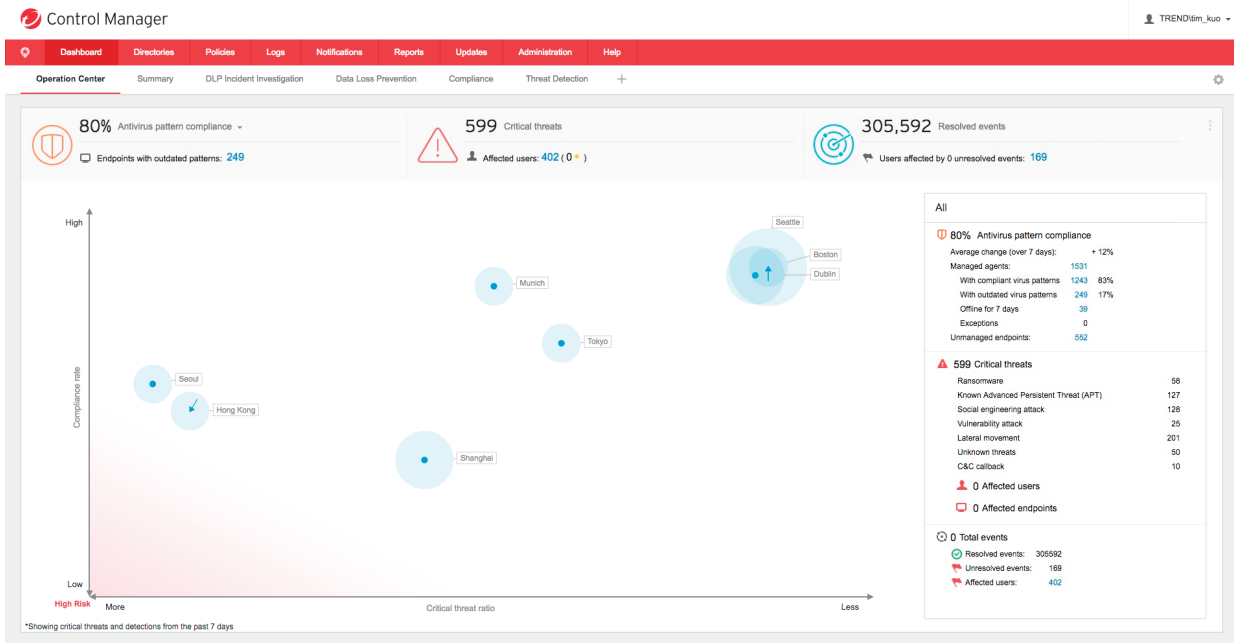 Control Manager
TREND\tim_kuo
Dashboard Directories Policies Logs Notifications Reports Updates Administration Help
Operation Center Summary DLP Incident Investigation Data Loss Prevention Compliance Threat Detection +
80% Antivirus pattern compliance
Endpoints with outdated patterns: 249
599 Critical threats
Affected users: 402 ( 0 )
305,592 Resolved events
Users affected by 0 unresolved events: 169
High
Compliance rate
Low
High Risk
More
Critical threat ratio
Less
Seattle
Boston
Dublin
Munich
Tokyo
Seoul
Hong Kong
Shanghai
*Showing critical threats and detections from the past 7 days
All
80% Antivirus pattern compliance
Average change (over 7 days): + 12%
Managed agents: 1531
With compliant virus patterns 1243 83%
With outdated virus patterns 249 17%
Offline for 7 days 39
Exceptions 0
Unmanaged endpoints: 552
599 Critical threats
Ransomware 58
Known Advanced Persistent Threat (APT) 127
Social engineering attack 128
Vulnerability attack 25
Lateral movement 201
Unknown threats 50
C&C callback 10
0 Affected users
0 Affected endpoints
0 Total events
Resolved events: 305592
Unresolved events: 169
Affected users: 402